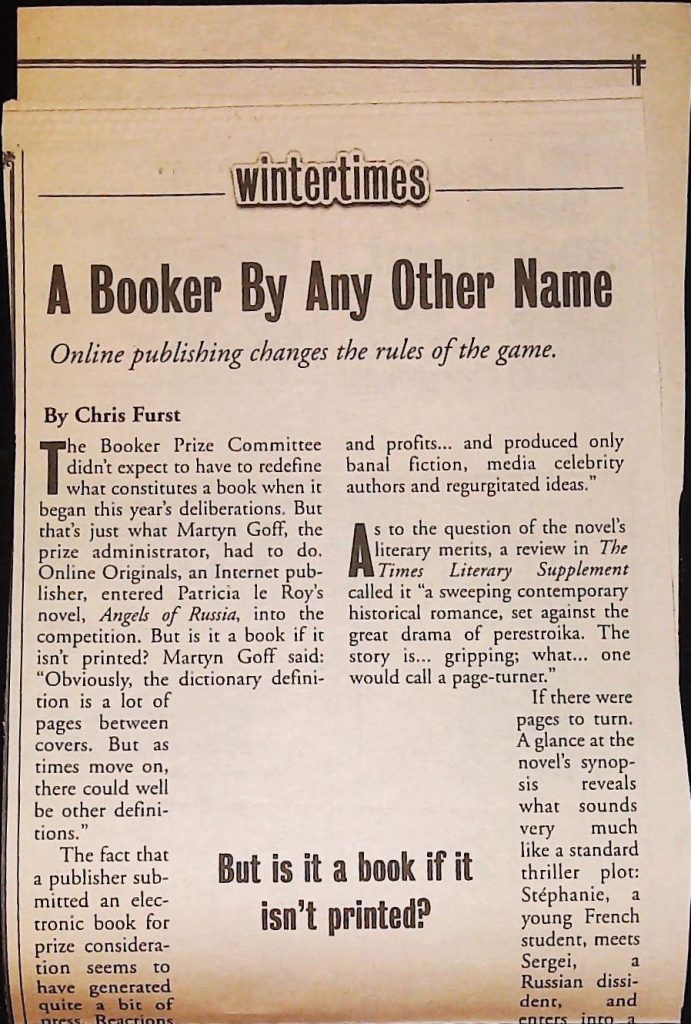 wintertimes
A Booker By Any Other Name
Online publishing changes the rules of the game.
By Chris Furst
The Booker Prize Committee
didn't expect to have to redefine
what constitutes a book when it
began this year's deliberations. But
that's just what Martyn Goff, the
prize administrator, had to do.
Online Originals, an Internet pub-
lisher, entered Patricia le Roy's
novel, Angels of Russia, into the
competition. But is it a book if it
isn't printed? Martyn Goff said:
"Obviously, the dictionary defini-
tion is a lot of
pages between
covers. But as
times move on,
there could well
be other defini-
tions."
The fact that
a publisher sub-
mitted an elec-
tronic book for
prize considera-
tion seems to
have generated
quite a bit of
press. Reactions
But is it a book if it
isn't printed?
and profits... and produced only
banal fiction, media celebrity
authors and regurgitated ideas."
As to the question of the novel's
literary merits, a review in The
Times Literary Supplement
called it "a sweeping contemporary
historical romance, set against the
great drama of perestroika. The
story is... gripping; what... one
would call a page-turner."
If there were
pages to turn.
A glance at the
novel's synop-
sis reveals
what sounds
very much
like a standard
thriller plot:
Stéphanie, a
young French
student, meets
Sergei, a
Russian dissi-
dent, and
enters into a